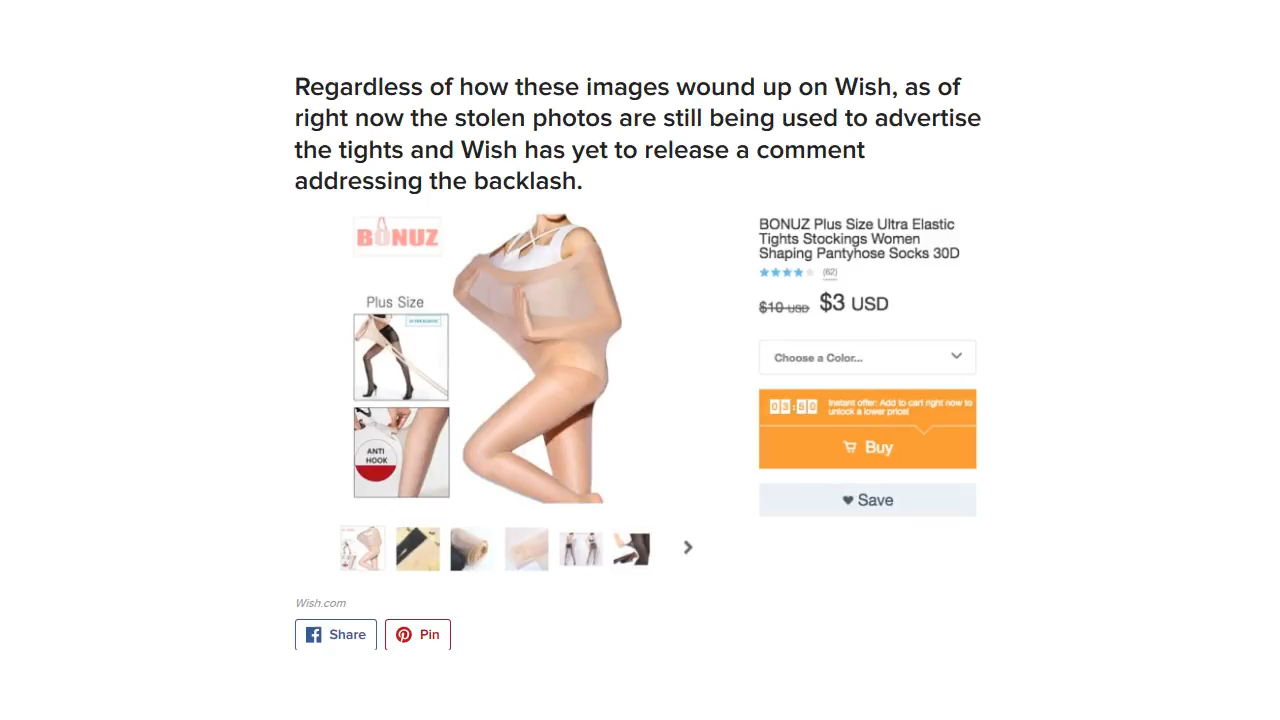 Regardless of how these images wound up on Wish, as of
right now the stolen photos are still being used to advertise
the tights and Wish has yet to release a comment
addressing the backlash.
BONUZ
Plus Size
ANTI
HOOK
BONUZ Plus Size Ultra Elastic
Tights Stockings Women
Shaping Pantyhose Socks 30D
(62)
$10 USD $3 USD
Choose a Color...
03:50 Instant offer: Add to cart right now to
unlock a lower price!
Buy
Save
Wish.com
Share Pin